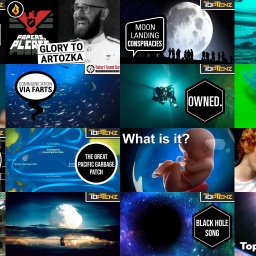 PAPERS,
PLEASE
GLORY TO
ARTOZKA
TOPTENZ
MOON
LANDING
CONSPIRACIES
COMMUNICATION
VIA FARTS
TOPTENZ
OWNED.
THE GREAT
PACIFIC GARBAGE
PATCH
What is it?
TOPTENZ
TOPTENZ
BLACK HOLE
SONG
Top